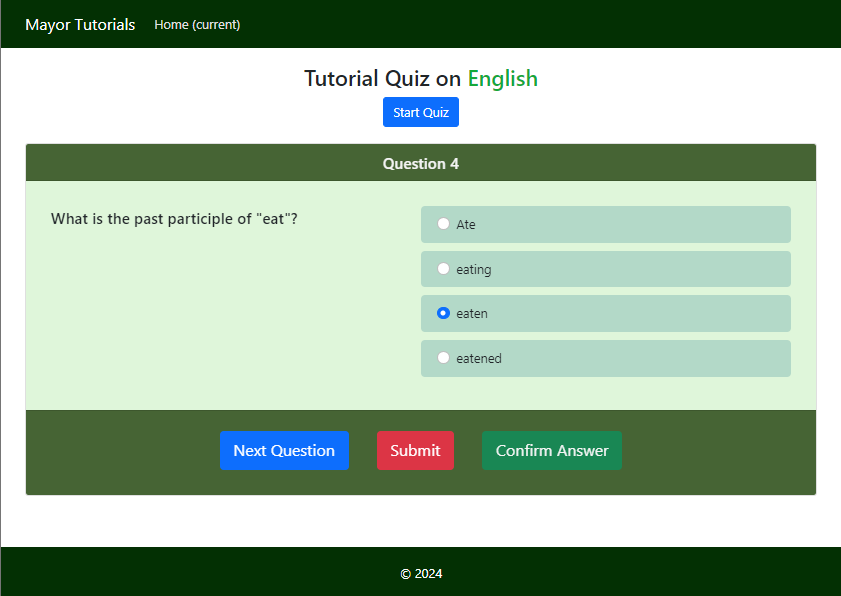 Mayor Tutorials Home (current)
Tutorial Quiz on English
Start Quiz
Question 4
What is the past participle of "eat"?
Ate
eating
eaten
eatened
Next Question Submit Confirm Answer
© 2024